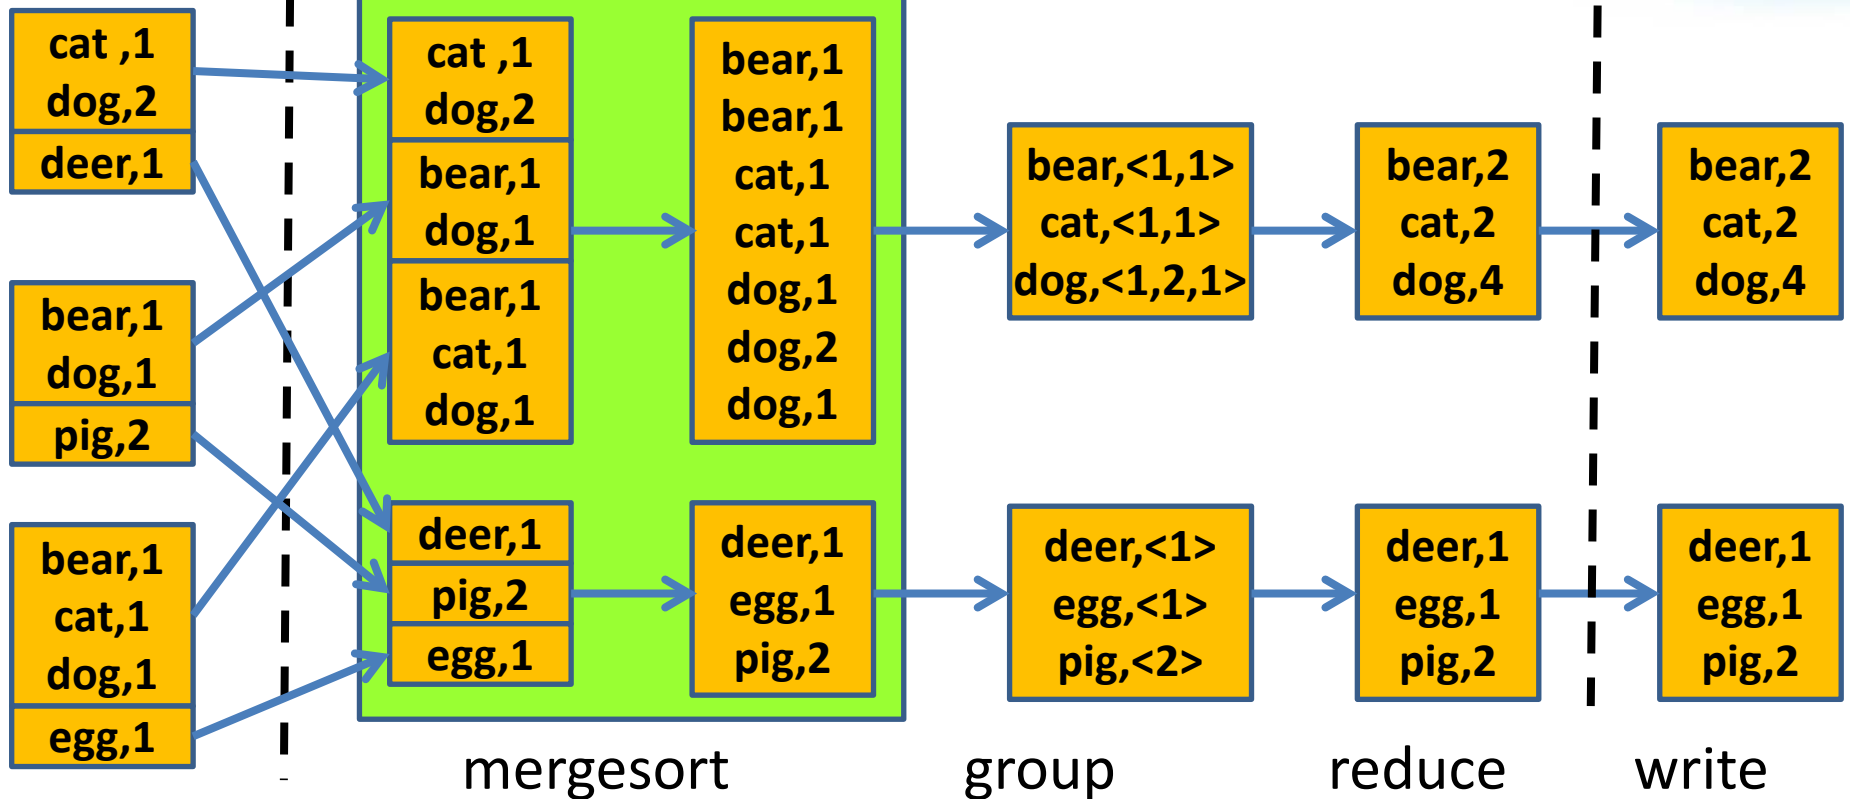 cat ,1
dog,2
deer,1
bear,1
dog,1
pig,2
bear,1
cat,1
dog,1
egg,1
cat ,1
dog,2
bear,1
dog,1
bear,1
cat,1
dog,1
deer,1
pig,2
egg,1
bear,1
bear,1
cat,1
cat,1
dog,1
dog,2
dog,1
deer,1
egg,1
pig,2
bear,<1,1>
cat,<1,1>
dog,<1,2,1>
deer,<1>
egg,<1>
pig,<2>
bear,2
cat,2
dog,4
deer,1
egg,1
pig,2
bear,2
cat,2
dog,4
deer,1
egg,1
pig,2
mergesort
group
reduce
write